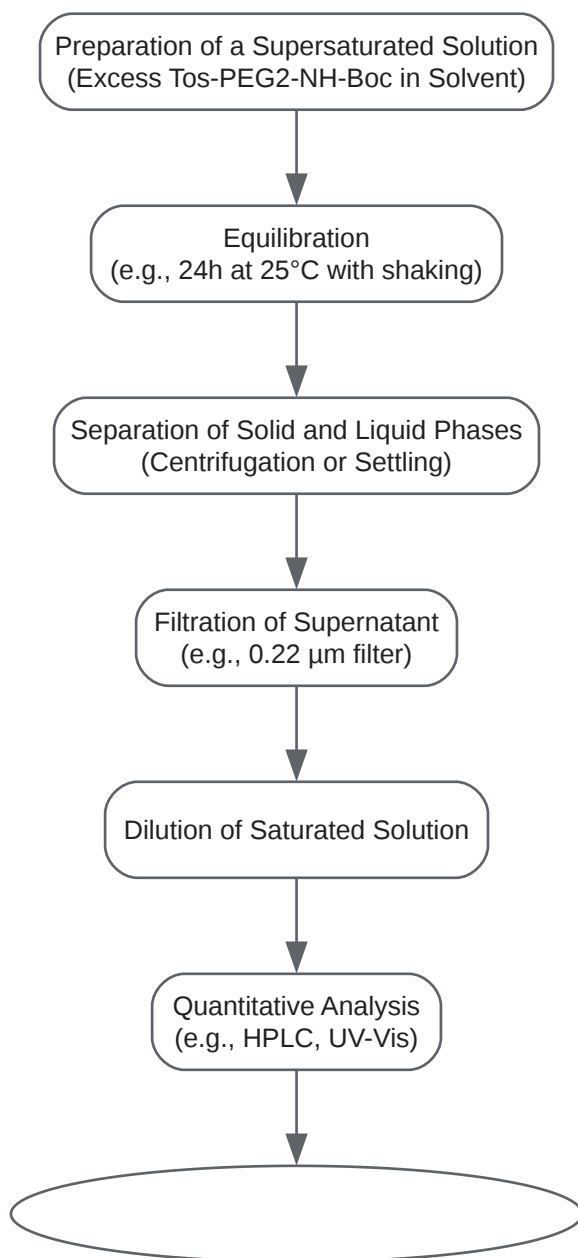 Preparation of a Supersaturated Solution
(Excess Tos-PEG2-NH-Boc in Solvent)
Equilibration
(e.g., 24h at 25°C with shaking)
Separation of Solid and Liquid Phases
(Centrifugation or Settling)
Filtration of Supernatant
(e.g., 0.22 µm filter)
Dilution of Saturated Solution
Quantitative Analysis
(e.g., HPLC, UV-Vis)